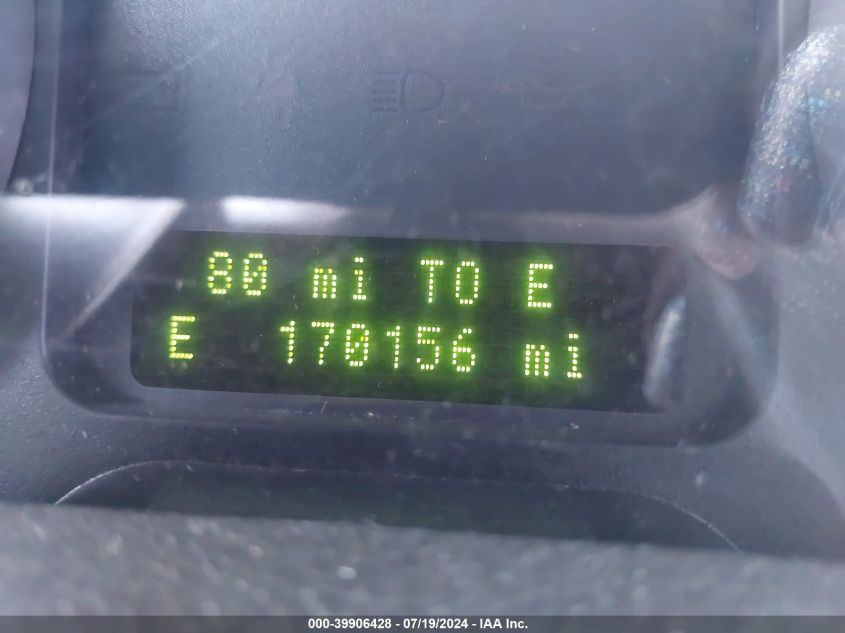 80 mi TO E
E 170156 mi
000-39906428 - 07/19/2024 - IAA Inc.